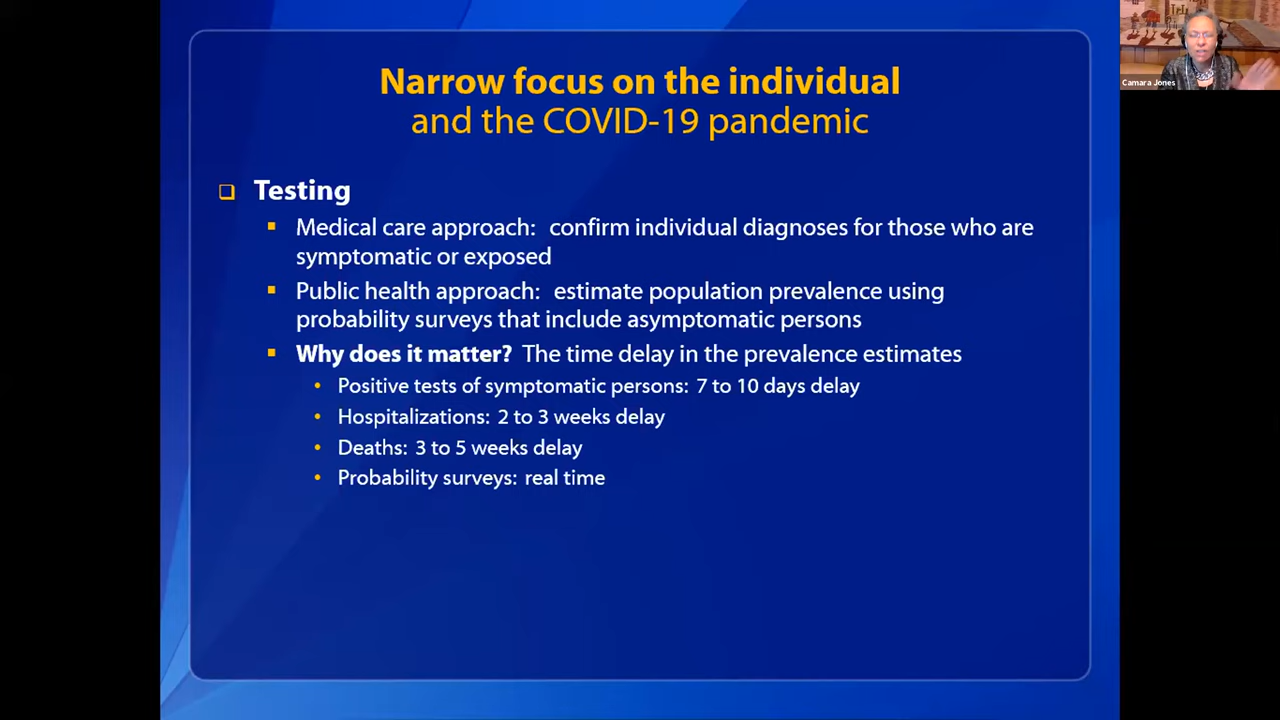 Narrow focus on the individual
and the COVID-19 pandemic
Testing
Medical care approach: confirm individual diagnoses for those who are
symptomatic or exposed
Public health approach: estimate population prevalence using
probability surveys that include asymptomatic persons
Why does it matter? The time delay in the prevalence estimates
Positive tests of symptomatic persons: 7 to 10 days delay
Hospitalizations: 2 to 3 weeks delay
Deaths: 3 to 5 weeks delay
Probability surveys: real time
Camara Jones